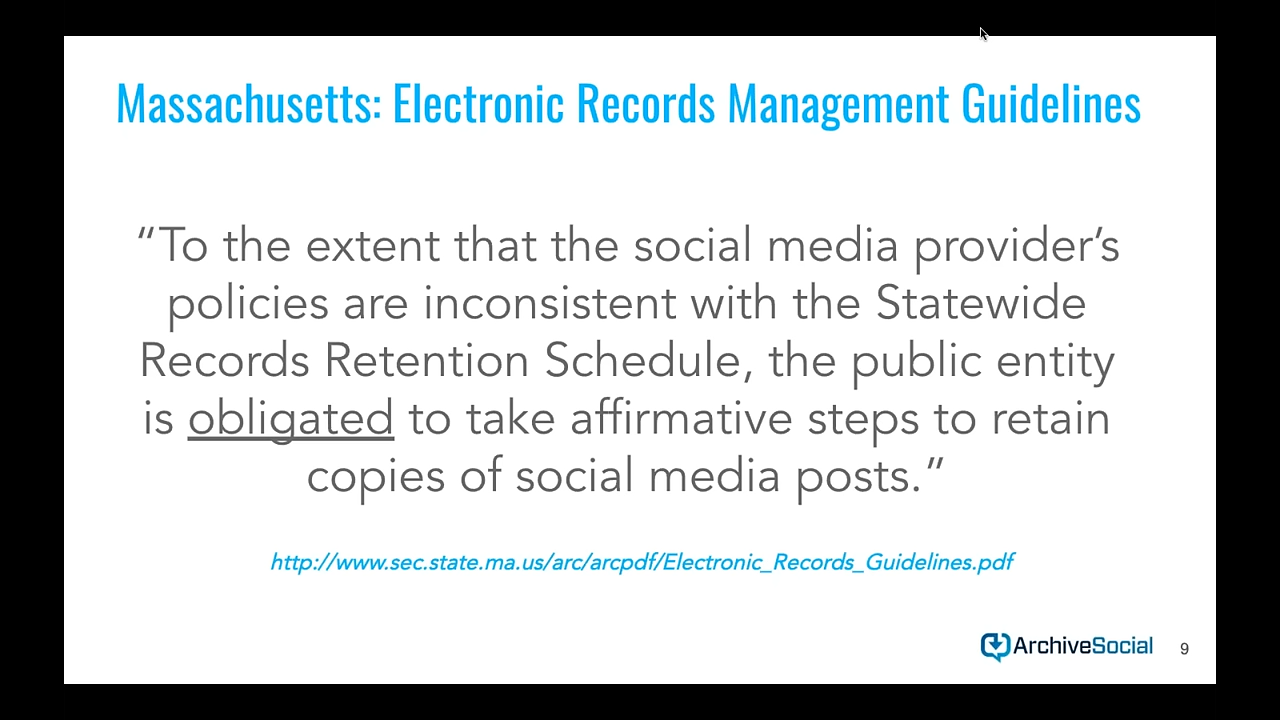 Massachusetts: Electronic Records Management Guidelines
“To the extent that the social media provider’s
policies are inconsistent with the Statewide
Records Retention Schedule, the public entity
is obligated to take affirmative steps to retain
copies of social media posts.”
http://www.sec.state.ma.us/arc/arcpdf/Electronic_Records_Guidelines.pdf
ArchiveSocial
9